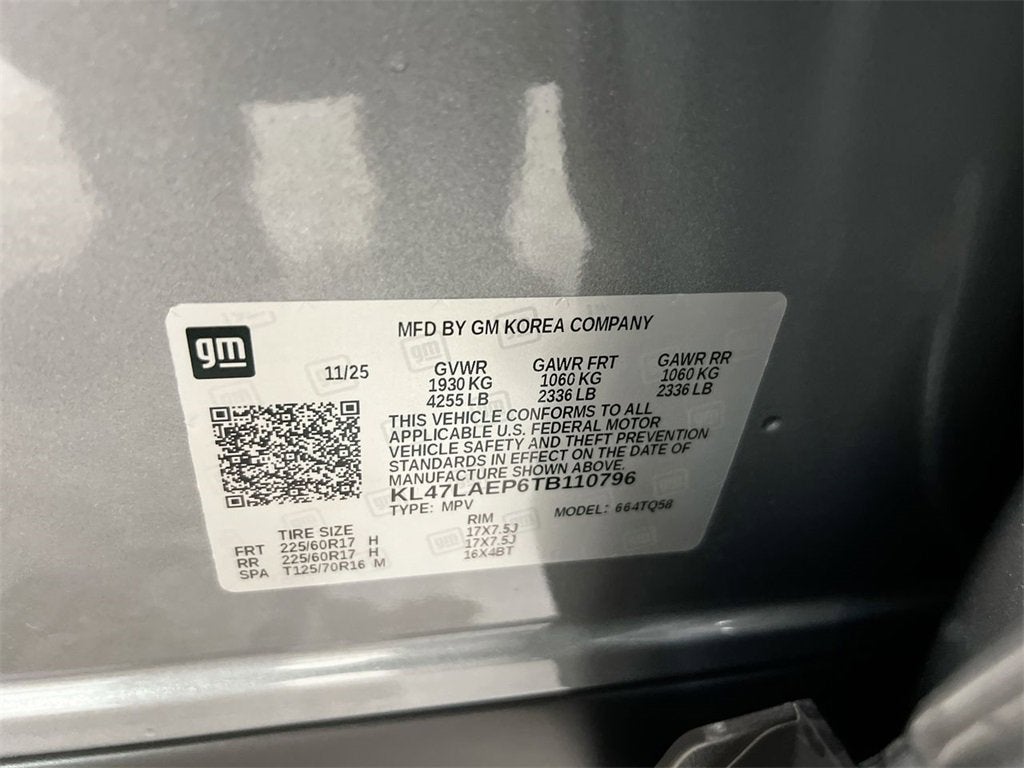 gm
MFD BY GM KOREA COMPANY
11/25
GVWR GAWR FRT GAWR RR
1930 KG 1060 KG 1060 KG
4255 LB 2336 LB 2336 LB
THIS VEHICLE CONFORMS TO ALL
APPLICABLE U.S. FEDERAL MOTOR
VEHICLE SAFETY AND THEFT PREVENTION
STANDARDS IN EFFECT ON THE DATE OF
MANUFACTURE SHOWN ABOVE.
KL47LAEP6TB110796
TYPE: MPV MODEL: 664TQ58
TIRE SIZE RIM
FRT 225/60R17 H 17X7.5J
RR 225/60R17 H 17X7.5J
SPA T125/70R16 M 16X4BT